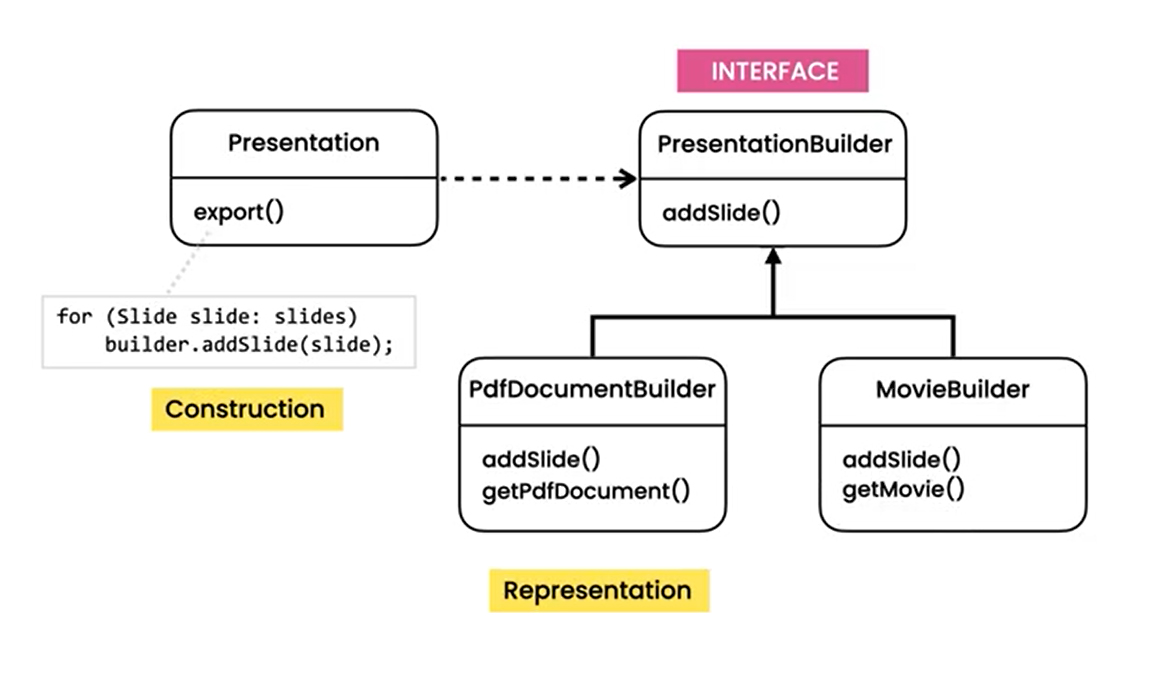 INTERFACE
Presentation
export()
PresentationBuilder
addSlide()
for (Slide slide: slides)
    builder.addSlide(slide);
Construction
PdfDocumentBuilder
addSlide()
getPdfDocument()
MovieBuilder
addSlide()
getMovie()
Representation